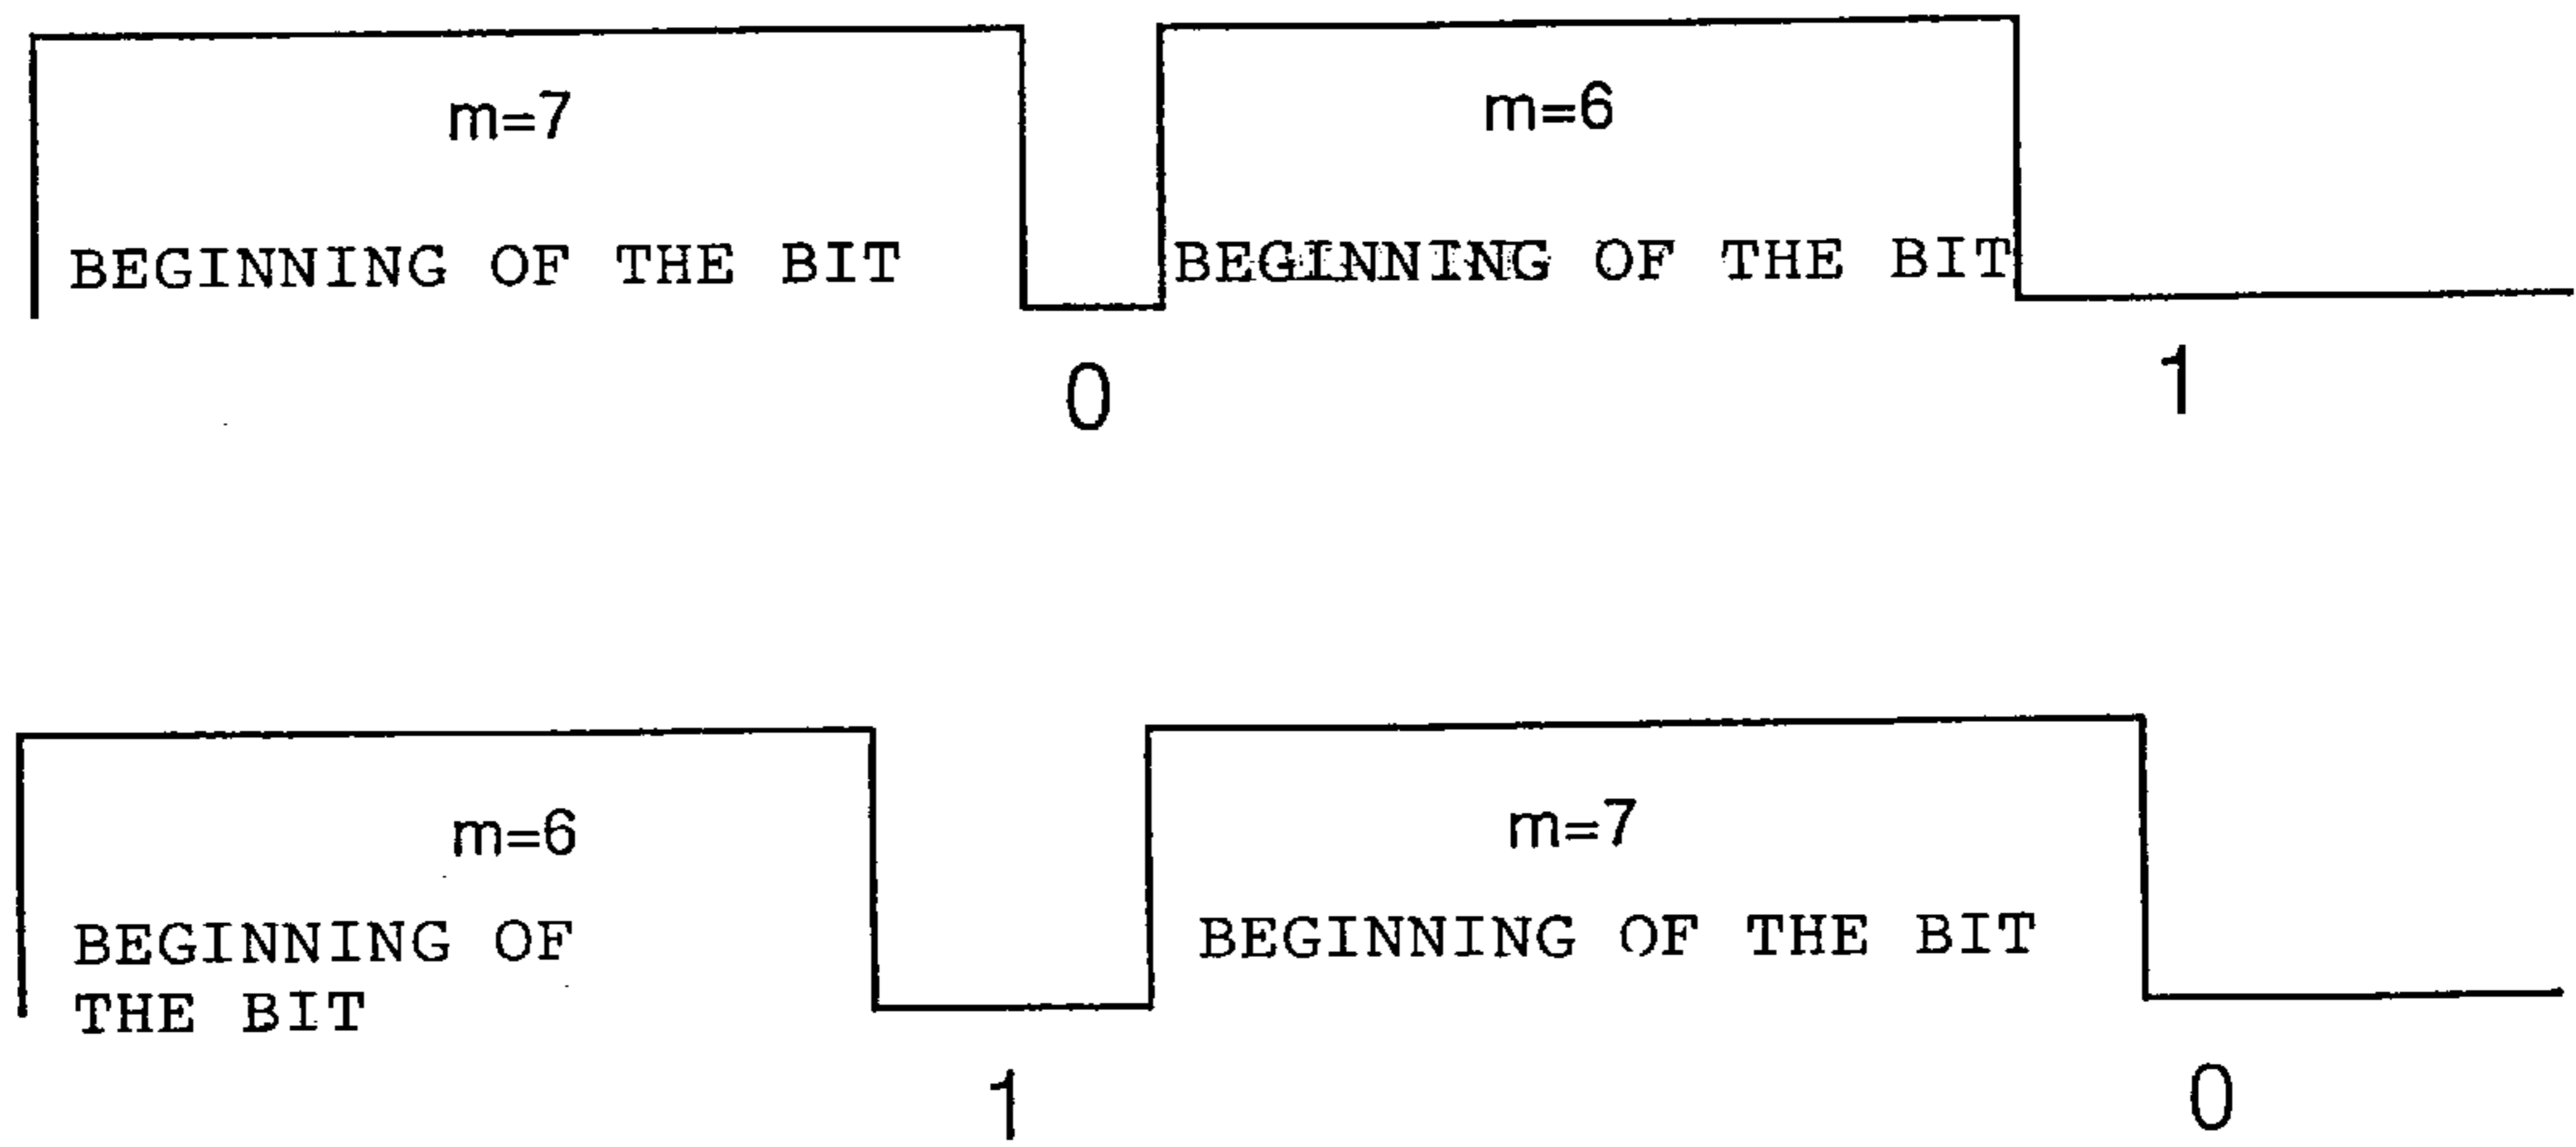 m=7 m=6
BEGINNING OF THE BIT BEGINNING OF THE BIT
0 1
m=6 m=7
BEGINNING OF
THE BIT
BEGINNING OF THE BIT
1 0